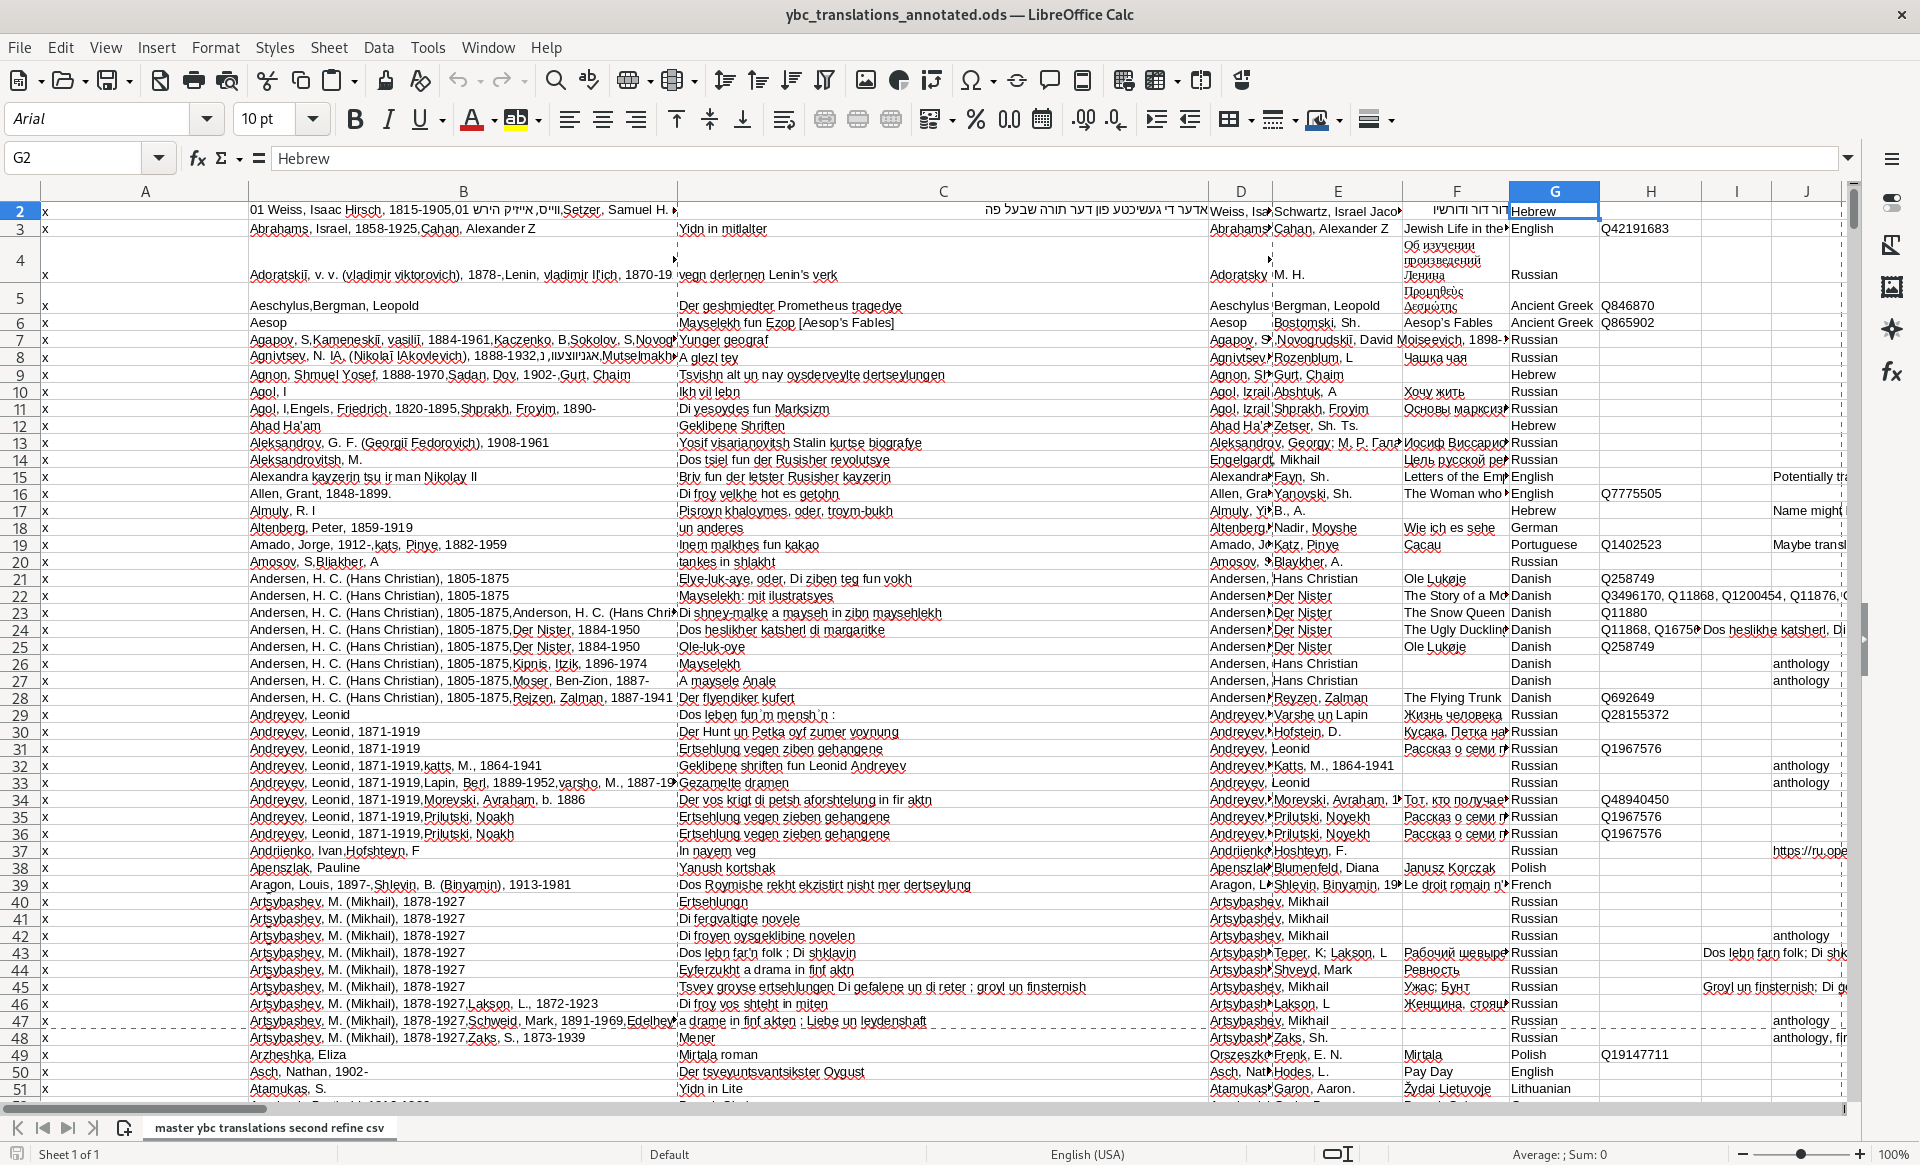 ybc_translations_annotated.ods — LibreOffice Calc
File Edit View Insert Format Styles Sheet Data Tools Window Help
Arial 10 pt
G2 Hebrew
A B C D E F G H I J
2 x 01 Weiss, Isaac Hirsch, 1815-1905,01 ווייס, אייזיק הירש,Setzer, Samuel H. אדער די געשיכטע פון דער תורה שבעל פה Weiss, Isa Schwartz, Israel Jaco דור דור ודורשיו Hebrew
3 x Abrahams, Israel, 1858-1925,Cahan, Alexander Z Yidn in mitlalter Abrahams Cahan, Alexander Z Jewish Life in the English Q42191683
4 x Adoratskiĭ, v. v. (vladimir viktorovich), 1878-,Lenin, vladimir Il'ich, 1870-19 vegn derlernen Lenin's verk Adoratsky M. H. Об изучении произведений Ленина Russian
5 x Aeschylus,Bergman, Leopold Der geshmiedter Prometheus tragedye Aeschylus Bergman, Leopold Προμηθεὺς Δεσμώτης Ancient Greek Q846870
6 x Aesop Mayselekh fun Ezop [Aesop's Fables] Aesop Bostomski, Sh. Aesop's Fables Ancient Greek Q865902
7 x Agapov, S,Kameneskiĭ, vasiliĭ, 1884-1961,Kaczenko, B,Sokolov, S,Novog Yunger geograf Agapov, S ,Novogrudskiĭ, David Moiseevich, 1898- Russian
8 x Agnivtsev, N. IA, (Nikolaĭ IAkovlevich), 1888-1932,אגניווצעוו, נ,Mutselmakh A glezl tey Agnivtsev Rozenblum, L Чашка чая Russian
9 x Agnon, Shmuel Yosef, 1888-1970,Sadan, Dov, 1902-,Gurt, Chaim Tsvishn alt un nay oysderveylte dertseylungen Agnon, Sh Gurt, Chaim Hebrew
10 x Agol, I Ikh vil lebn Agol, Izrail Abshtuk, A Хочу жить Russian
11 x Agol, I,Engels, Friedrich, 1820-1895,Shprakh, Froyim, 1890- Di yesoydes fun Marksizm Agol, Izrail Shprakh, Froyim Основы марксиз Russian
12 x Ahad Ha'am Geklibene Shriften Ahad Ha'a Zetser, Sh. Ts. Hebrew
13 x Aleksandrov, G. F. (Georgiĭ Fedorovich), 1908-1961 Yosif visarianovitsh Stalin kurtse biografye Aleksandrov, Georgy; М. Р. Гала Иосиф Виссарио Russian
14 x Aleksandrovitsh, M. Dos tsiel fun der Rusisher revolutsye Engelgardt, Mikhail Цель русской ре Russian
15 x Alexandra kayzerin tsu ir man Nikolay II Briv fun der letster Rusisher kayzerin Alexandra Fayn, Sh. Letters of the Em English Potentially tr
16 x Allen, Grant, 1848-1899. Di froy velkhe hot es getohn Allen, Gra Yanovski, Sh. The Woman who English Q7775505
17 x Almuly, R. I Pisroyn khaloymes, oder, troym-bukh Almuly, Yi B., A. Hebrew Name might
18 x Altenberg, Peter, 1859-1919 un anderes Altenberg, Nadir, Moyshe Wie ich es sehe German
19 x Amado, Jorge, 1912-,kats, Pinye, 1882-1959 Inem malkhes fun kakao Amado, Jo Katz, Pinye Cacau Portuguese Q1402523 Maybe transl
20 x Amosov, S,Bliakher, A tankes in shlakht Amosov, S Blaykher, A. Russian
21 x Andersen, H. C. (Hans Christian), 1805-1875 Elye-luk-aye, oder, Di ziben teg fun vokh Andersen, Hans Christian Ole Lukøje Danish Q258749
22 x Andersen, H. C. (Hans Christian), 1805-1875 Mayselekh: mit ilustratsyes Andersen, Der Nister The Story of a Mo Danish Q3496170, Q11868, Q1200454, Q11876,
23 x Andersen, H. C. (Hans Christian), 1805-1875,Anderson, H. C. (Hans Chri Di shney-malke a mayseh in zibn maysehlekh Andersen, Der Nister The Snow Queen Danish Q11880
24 x Andersen, H. C. (Hans Christian), 1805-1875,Der Nister, 1884-1950 Dos heslikher katsherl di margaritke Andersen, Der Nister The Ugly Duckling Danish Q11868, Q1675 Dos heslikhe katsherl, Di
25 x Andersen, H. C. (Hans Christian), 1805-1875,Der Nister, 1884-1950 Ole-luk-oye Andersen, Der Nister Ole Lukøje Danish Q258749
26 x Andersen, H. C. (Hans Christian), 1805-1875,Kipnis, Itzik, 1896-1974 Mayselekh Andersen, Hans Christian Danish anthology
27 x Andersen, H. C. (Hans Christian), 1805-1875,Moser, Ben-Zion, 1887- A maysele Anale Andersen, Hans Christian Danish anthology
28 x Andersen, H. C. (Hans Christian), 1805-1875,Rejzen, Zalman, 1887-1941 Der flyendiker kufert Andersen Reyzen, Zalman The Flying Trunk Danish Q692649
29 x Andreyev, Leonid Dos leben fun'm mensh'n : Andreyev, Varshe un Lapin Жизнь человека Russian Q28155372
30 x Andreyev, Leonid, 1871-1919 Der Hunt un Petka oyf zumer voynung Andreyev, Hofstein, D. Кусака, Петка на Russian
31 x Andreyev, Leonid, 1871-1919 Ertsehlung vegen ziben gehangene Andreyev, Leonid Рассказ о семи п Russian Q1967576
32 x Andreyev, Leonid, 1871-1919,katts, M., 1864-1941 Geklibene shriften fun Leonid Andreyev Andreyev, Katts, M., 1864-1941 Russian anthology
33 x Andreyev, Leonid, 1871-1919,Lapin, Berl, 1889-1952,varsho, M., 1887-19 Gezamelte dramen Andreyev, Leonid Russian anthology
34 x Andreyev, Leonid, 1871-1919,Morevski, Avraham, b. 1886 Der vos krigt di petsh aforshtelung in fir aktn Andreyev, Morevski, Avraham, 1 Тот, кто получае Russian Q48940450
35 x Andreyev, Leonid, 1871-1919,Prilutski, Noakh Ertsehlung vegen zieben gehangene Andreyev, Prilutski, Noyekh Рассказ о семи п Russian Q1967576
36 x Andreyev, Leonid, 1871-1919,Prilutski, Noakh Ertsehlung vegen zieben gehangene Andreyev, Prilutski, Noyekh Рассказ о семи п Russian Q1967576
37 x Andriienko, Ivan,Hofshteyn, F In nayem veg Andriienko Hoshteyn, F. Russian https://ru.ope
38 x Apenszlak, Pauline Yanush kortshak Apenszlak Blumenfeld, Diana Janusz Korczak Polish
39 x Aragon, Louis, 1897-,Shlevin, B. (Binyamin), 1913-1981 Dos Roymishe rekht ekzistirt nisht mer dertseylung Aragon, L Shlevin, Binyamin, 19 Le droit romain n' French
40 x Artsybashev, M. (Mikhail), 1878-1927 Ertsehlungn Artsybashev, Mikhail Russian
41 x Artsybashev, M. (Mikhail), 1878-1927 Di fergvaltigte novele Artsybashev, Mikhail Russian
42 x Artsybashev, M. (Mikhail), 1878-1927 Di froyen oysgeklibine novelen Artsybashev, Mikhail Russian anthology
43 x Artsybashev, M. (Mikhail), 1878-1927 Dos lebn far'n folk ; Di shklavin Artsybash Teper, K; Lakson, L Рабочий шевыре Russian Dos lebn farn folk; Di shk
44 x Artsybashev, M. (Mikhail), 1878-1927 Eyferzukht a drama in finf aktn Artsybash Shveyd, Mark Ревность Russian
45 x Artsybashev, M. (Mikhail), 1878-1927 Tsvey groyse ertsehlungen Di gefalene un di reter ; groyl un finsternish Artsybashev, Mikhail Ужас; Бунт Russian Groyl un finsternish; Di g
46 x Artsybashev, M. (Mikhail), 1878-1927,Lakson, L., 1872-1923 Di froy vos shteht in miten Artsybash Lakson, L Женщина, стоящ Russian
47 x Artsybashev, M. (Mikhail), 1878-1927,Schweid, Mark, 1891-1969,Edelhey a drame in finf akten ; Liebe un leydenshaft Artsybashev, Mikhail Russian anthology
48 x Artsybashev, M. (Mikhail), 1878-1927,Zaks, S., 1873-1939 Mener Artsybash Zaks, Sh. Russian anthology, fir
49 x Arzheshka, Eliza Mirtala roman Orszeszko Frenk, E. N. Mirtala Polish Q19147711
50 x Asch, Nathan, 1902- Der tsveyuntsvantsikster Oygust Asch, Nat Hodes, L. Pay Day English
51 x Atamukas, S. Yidn in Lite Atamukas Garon, Aaron. Žydai Lietuvoje Lithuanian
master ybc translations second refine csv
Sheet 1 of 1 Default English (USA) Average: ; Sum: 0 100%